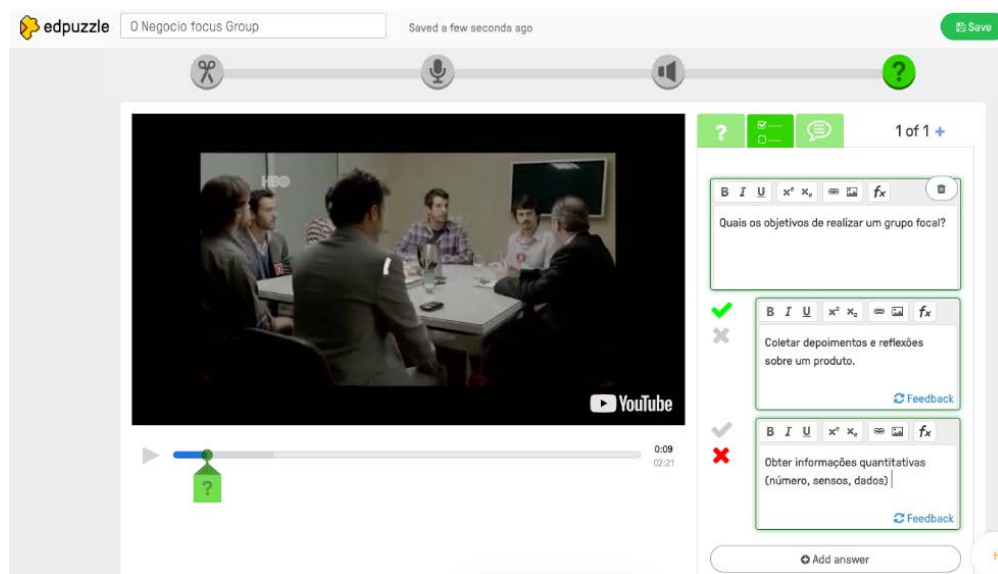 edpuzzle
O Negocio focus Group
Saved a few seconds ago
Save
?
HBO
YouTube
0:09
02:21
?
?
1 of 1 +
B I U x² xₑ fx
Quais os objetivos de realizar um grupo focal?
B I U x² x₂ fx
Coletar depoimentos e reflexões
sobre um produto.
Feedback
B I U x² xₑ fx
Obter informações quantitativas
(número, sensos, dados)
Feedback
Add answer